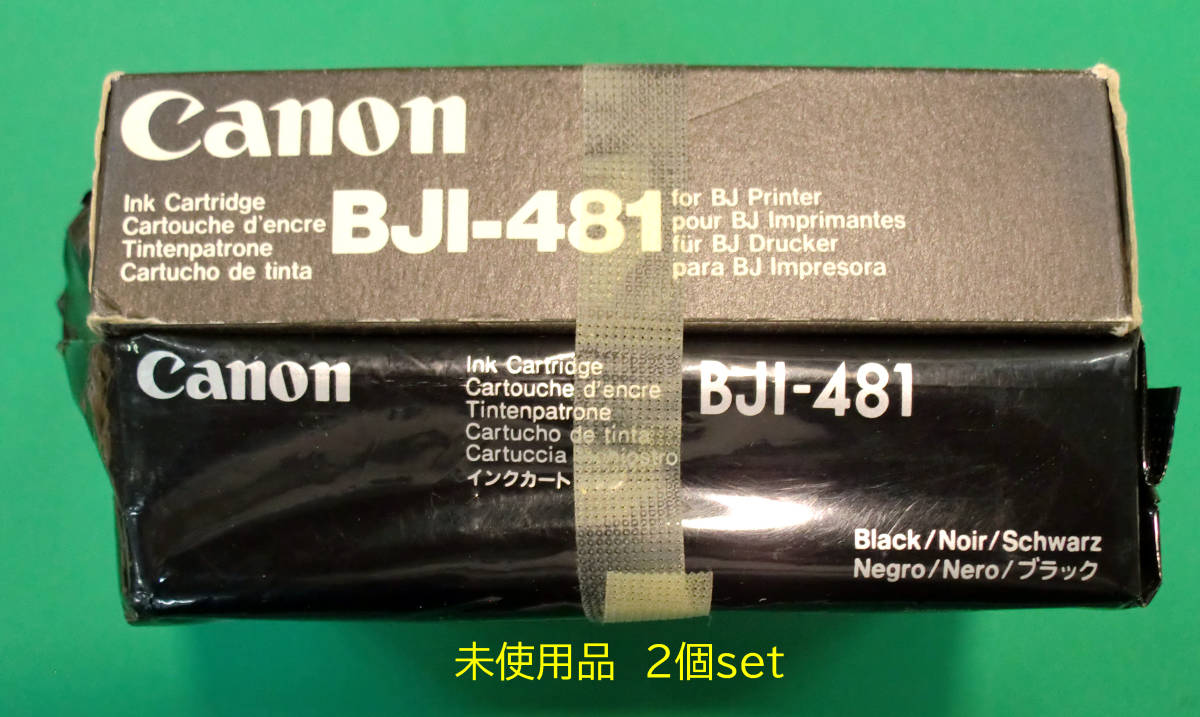 Canon
Ink Cartridge
Cartouche d'encre
Tintenpatrone
Cartucho de tinta
BJI-481
for BJ Printer
pour BJ Imprimantes
für BJ Drucker
para BJ Impresora
Canon
Ink Cartridge
Cartouche d'encre
Tintenpatrone
Cartucho de tinta
Cartuccia
インクカート
BJI-481
Black/Noir/Schwarz
Negro/Nero/ブラック
未使用品 2個set